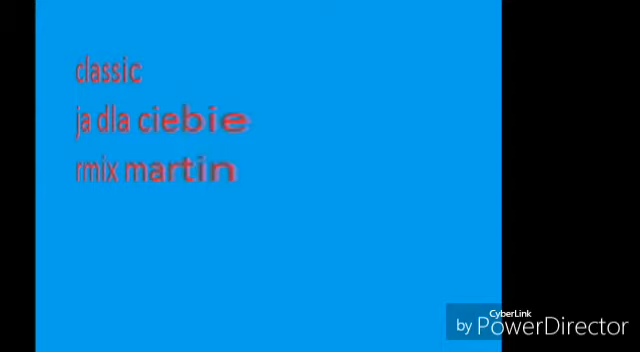 classic
ja dla ciebie
rmix martin
CyberLink
by PowerDirector